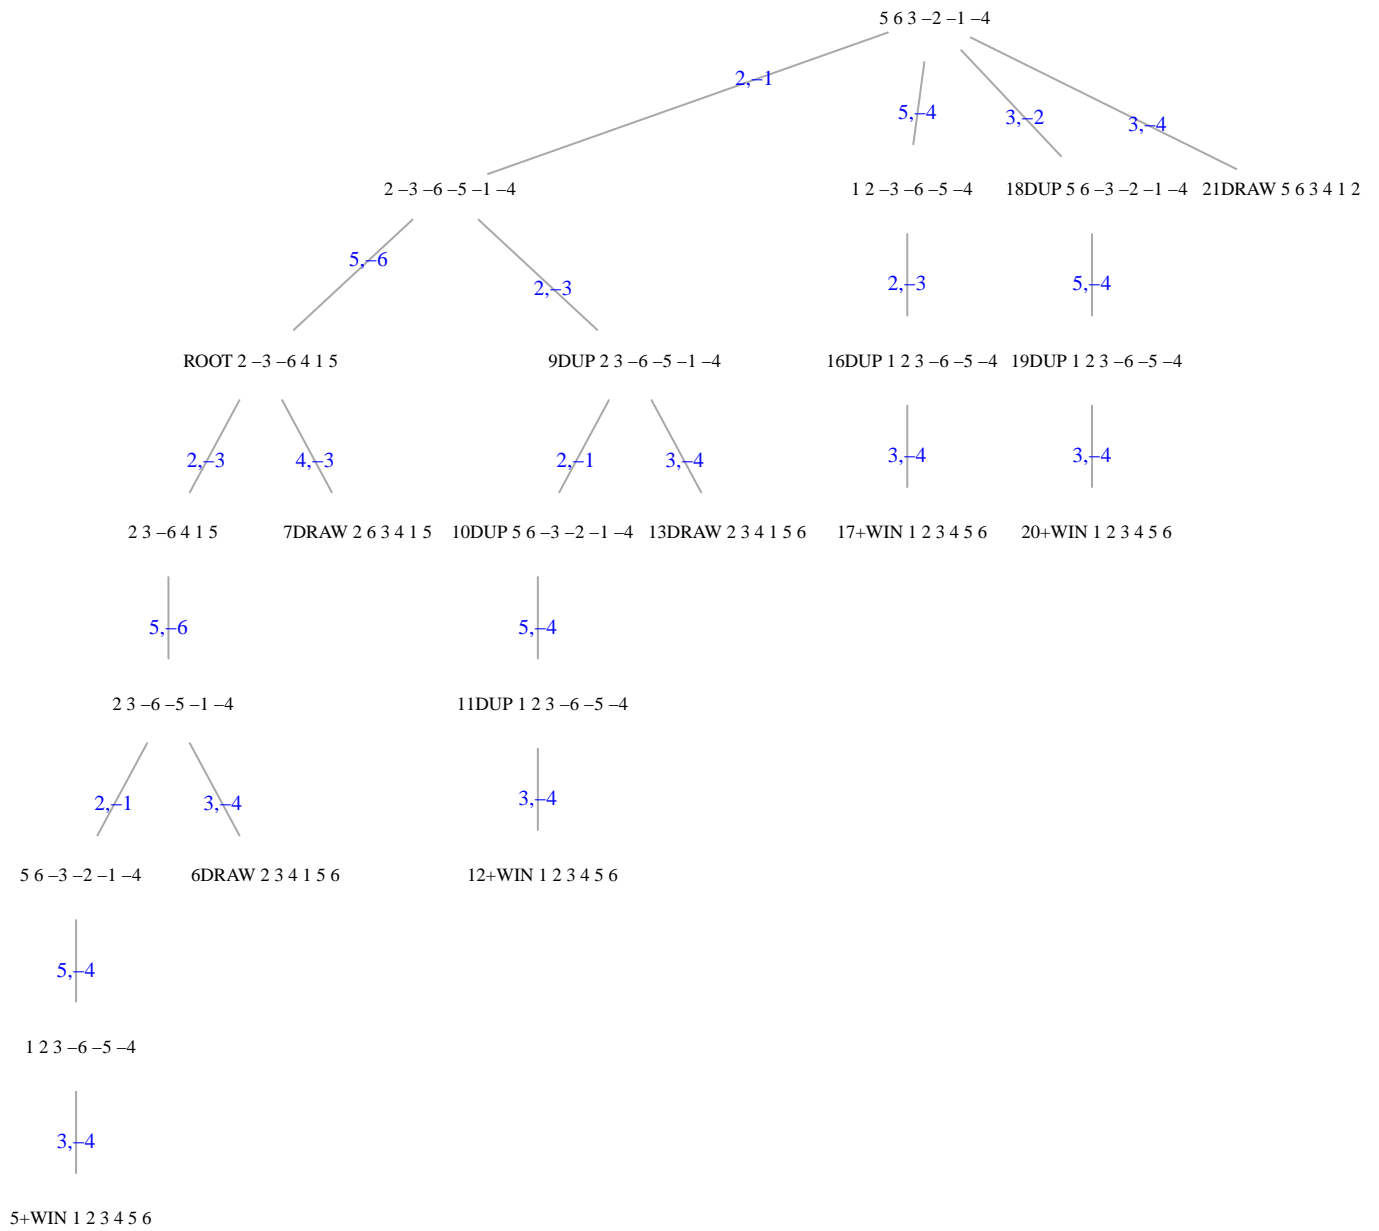 5 6 3 –2 –1 –4
2,–1
5,–4
3,–2
3,–4
2 –3 –6 –5 –1 –4
1 2 –3 –6 –5 –4
18DUP 5 6 –3 –2 –1 –4
21DRAW 5 6 3 4 1 2
5,–6
2,–3
2,–3
5,–4
ROOT 2 –3 –6 4 1 5
9DUP 2 3 –6 –5 –1 –4
16DUP 1 2 3 –6 –5 –4
19DUP 1 2 3 –6 –5 –4
2,–3
4,–3
2,–1
3,–4
3,–4
3,–4
2 3 –6 4 1 5
7DRAW 2 6 3 4 1 5
10DUP 5 6 –3 –2 –1 –4
13DRAW 2 3 4 1 5 6
17+WIN 1 2 3 4 5 6
20+WIN 1 2 3 4 5 6
5,–6
5,–4
2 3 –6 –5 –1 –4
11DUP 1 2 3 –6 –5 –4
2,–1
3,–4
3,–4
5 6 –3 –2 –1 –4
6DRAW 2 3 4 1 5 6
12+WIN 1 2 3 4 5 6
5,–4
1 2 3 –6 –5 –4
3,–4
5+WIN 1 2 3 4 5 6